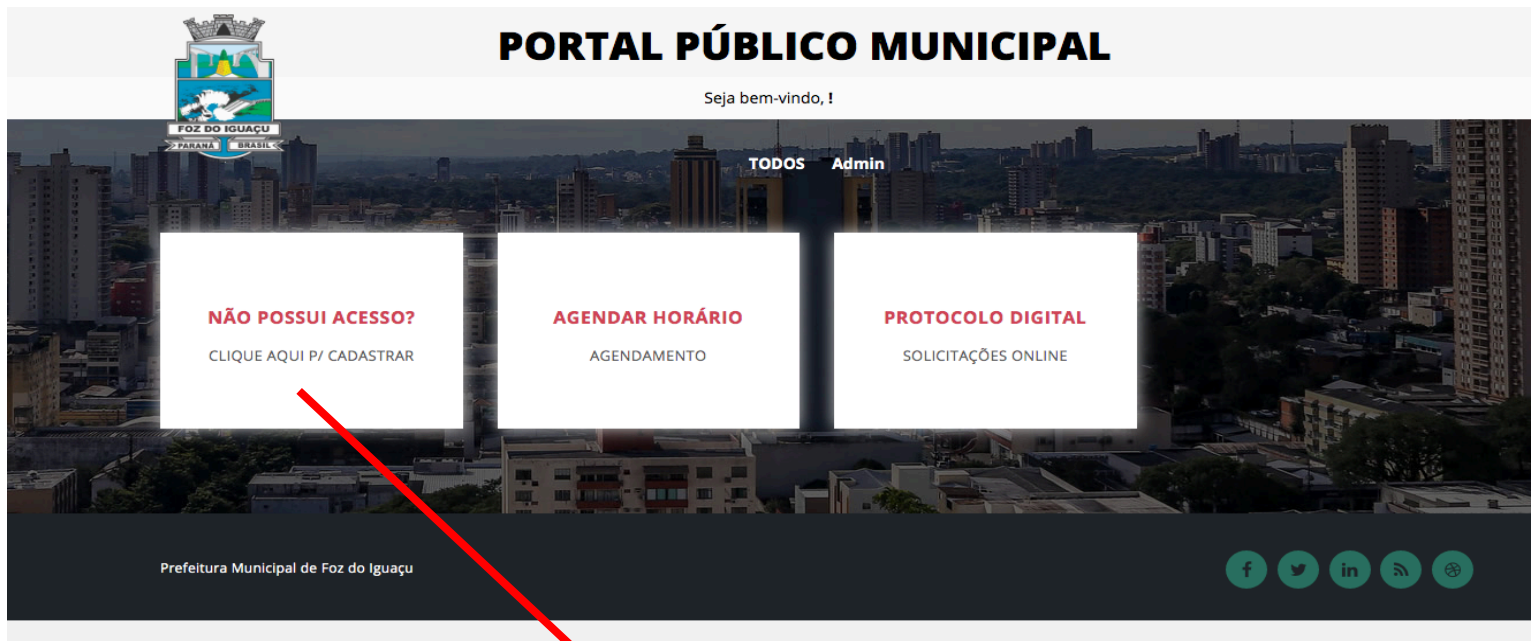 PORTAL PÚBLICO MUNICIPAL
Seja bem-vindo, !
FOZ DO IGUAÇU
PARANÁ BRASIL
TODOS Admin
NÃO POSSUI ACESSO?
CLIQUE AQUI P/ CADASTRAR
AGENDAR HORÁRIO
AGENDAMENTO
PROTOCOLO DIGITAL
SOLICITAÇÕES ONLINE
Prefeitura Municipal de Foz do Iguaçu